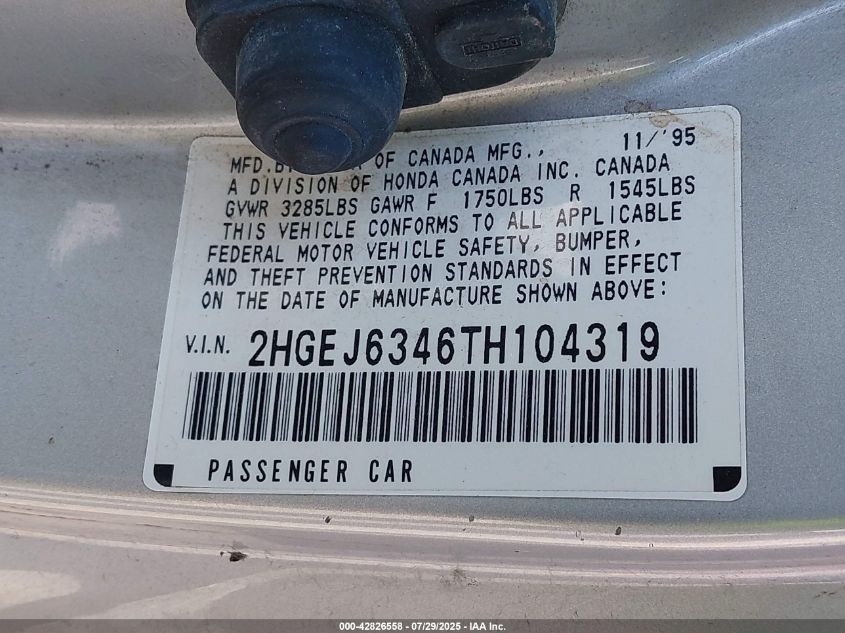 11/'95
MFD. OF CANADA MFG.,
A DIVISION OF HONDA CANADA INC. CANADA
GVWR 3285LBS GAWR F 1750LBS R 1545LBS
THIS VEHICLE CONFORMS TO ALL APPLICABLE
FEDERAL MOTOR VEHICLE SAFETY, BUMPER,
AND THEFT PREVENTION STANDARDS IN EFFECT
ON THE DATE OF MANUFACTURE SHOWN ABOVE:
V.I.N. 2HGEJ6346TH104319
PASSENGER CAR
000-42826558 | 07/29/2025 - IAA Inc.